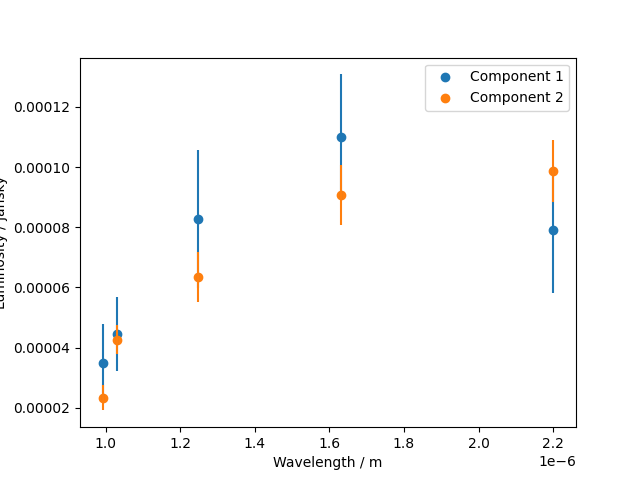 Component 1
Component 2
0.00012
0.00010
0.00008
0.00006
0.00004
0.00002
Luminosity / Jansky
1.0
1.2
1.4
1.6
1.8
2.0
2.2
1e−6
Wavelength / m